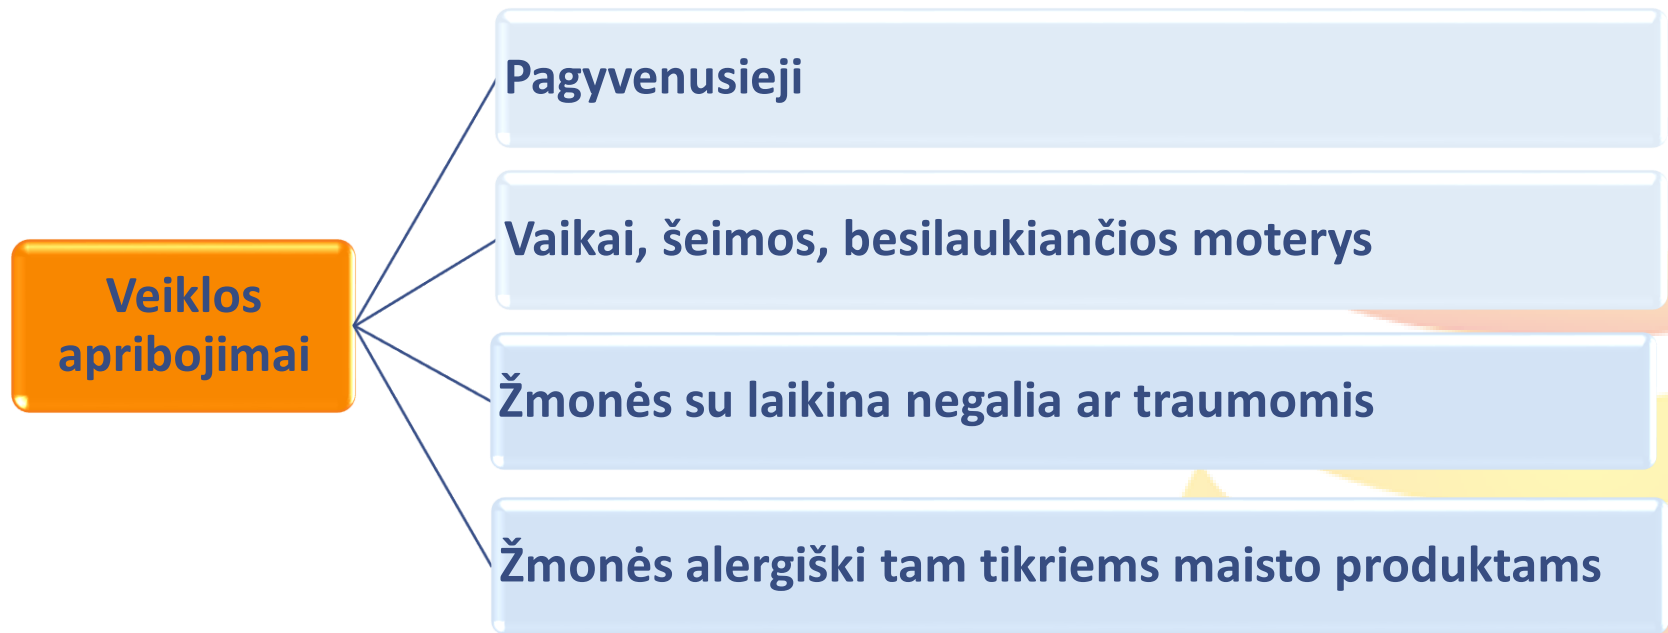 Veiklos
apribojimai
Pagyvenusieji
Vaikai, šeimos, besilaukiančios moterys
Žmonės su laikina negalia ar traumomis
Žmonės alergiški tam tikriems maisto produktams